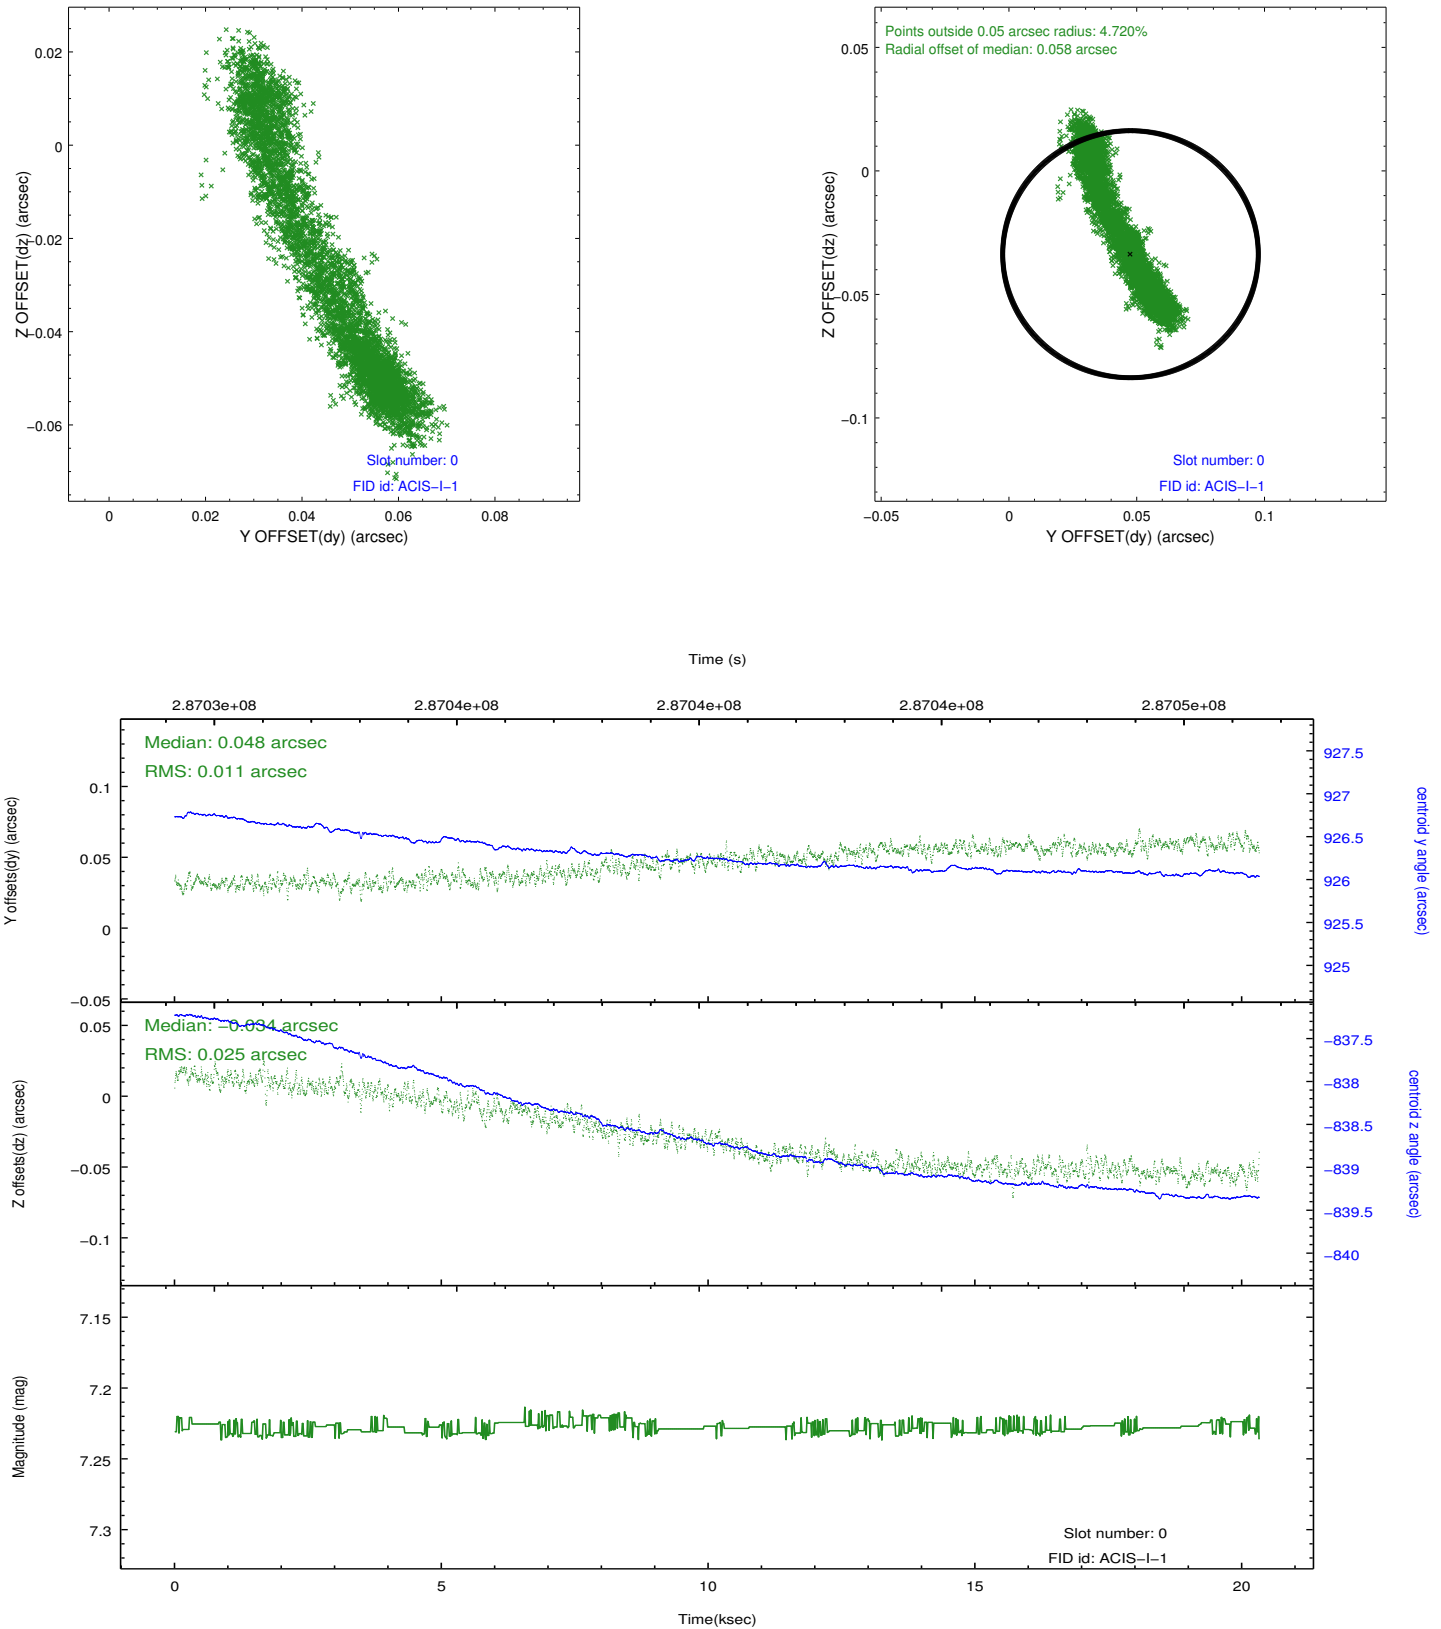 0.02
0
−0.02
−0.04
−0.06
Z OFFSET(dz) (arcsec)
Slot number: 0
FID id: ACIS−I−1
0
0.02
0.04
0.06
0.08
Y OFFSET(dy) (arcsec)
Points outside 0.05 arcsec radius: 4.720%
Radial offset of median: 0.058 arcsec
0.05
0
−0.05
−0.1
Z OFFSET(dz) (arcsec)
Slot number: 0
FID id: ACIS−I−1
−0.05
0
0.05
0.1
Y OFFSET(dy) (arcsec)
Time (s)
2.8703e+08
2.8704e+08
2.8704e+08
2.8704e+08
2.8705e+08
Median: 0.048 arcsec
RMS: 0.011 arcsec
0.1
0.05
0
−0.05
Y offsets(dy) (arcsec)
927.5
927
926.5
926
925.5
925
centroid y angle (arcsec)
Median: −0.034 arcsec
RMS: 0.025 arcsec
0.05
0
−0.05
−0.1
Z offsets(dz) (arcsec)
−837.5
−838
−838.5
−839
−839.5
−840
centroid z angle (arcsec)
7.15
7.2
7.25
7.3
Magnitude (mag)
Slot number: 0
FID id: ACIS−I−1
0
5
10
15
20
Time(ksec)